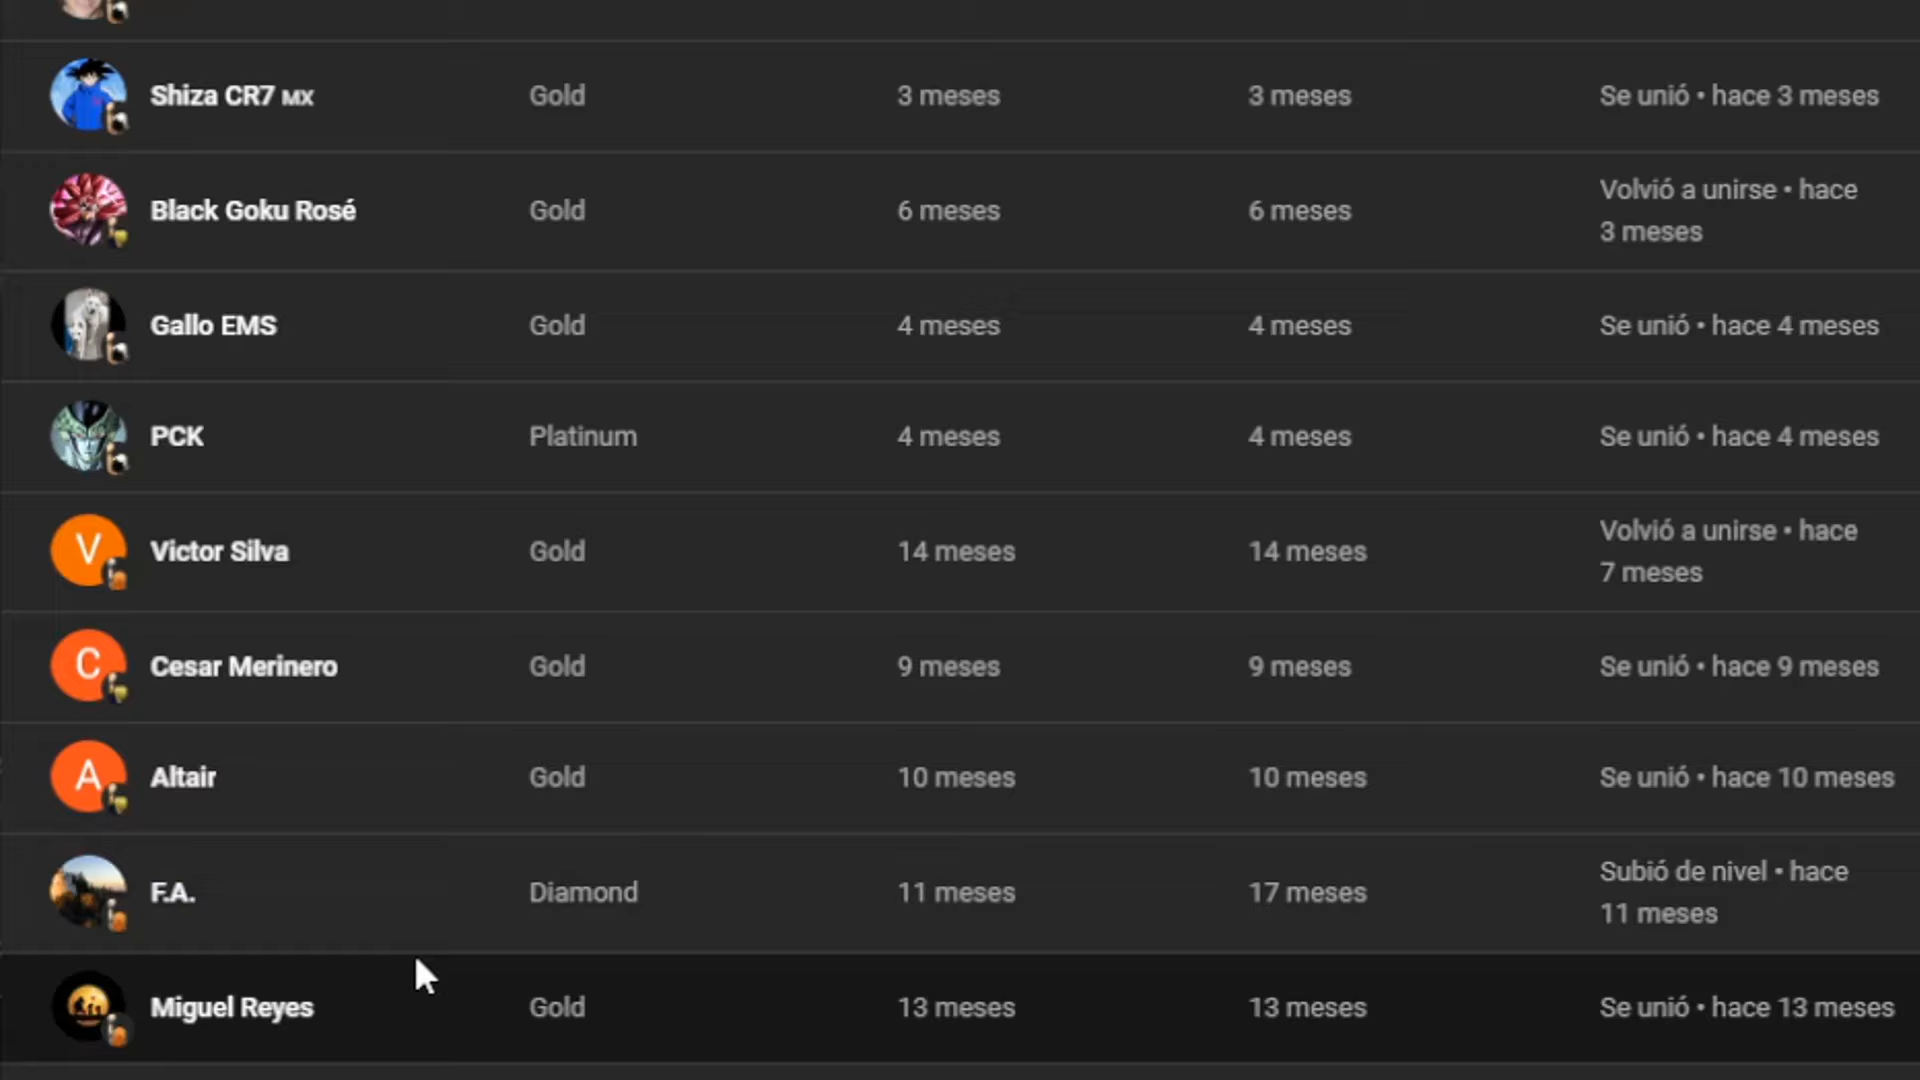 Shiza CR7 MX Gold 3 meses 3 meses Se unió • hace 3 meses
Black Goku Rosé Gold 6 meses 6 meses Volvió a unirse • hace
3 meses
Gallo EMS Gold 4 meses 4 meses Se unió • hace 4 meses
PCK Platinum 4 meses 4 meses Se unió • hace 4 meses
V Victor Silva Gold 14 meses 14 meses Volvió a unirse • hace
7 meses
C Cesar Merinero Gold 9 meses 9 meses Se unió • hace 9 meses
A Altair Gold 10 meses 10 meses Se unió • hace 10 meses
F.A. Diamond 11 meses 17 meses Subió de nivel • hace
11 meses
Miguel Reyes Gold 13 meses 13 meses Se unió • hace 13 meses